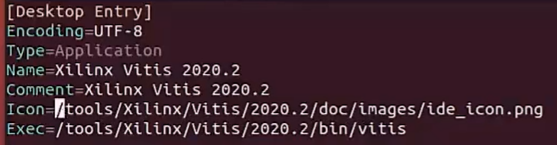 [Desktop Entry]
Encoding=UTF-8
Type=Application
Name=Xilinx Vitis 2020.2
Comment=Xilinx Vitis 2020.2
Icon=/tools/Xilinx/Vitis/2020.2/doc/images/ide_icon.png
Exec=/tools/Xilinx/Vitis/2020.2/bin/vitis